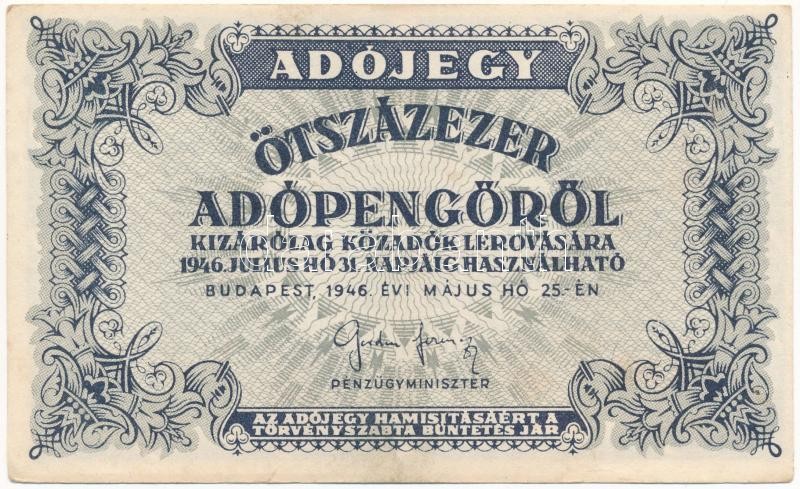 ADÓJEGY
ÖTSZÁZEZER
ADÓPENGŐRŐL
KIZÁRÓLAG KÖZADÓK LEROVÁSÁRA
1946. JULIUS HÓ 31. NAPJÁIG HASZNÁLHATÓ
BUDAPEST, 1946. ÉVI MÁJUS HÓ 25.-ÉN
PÉNZÜGYMINISZTER
AZ ADÓJEGY HAMISITÁSÁÉRT A
TÖRVÉNYSZABTA BÜNTETÉS JÁR